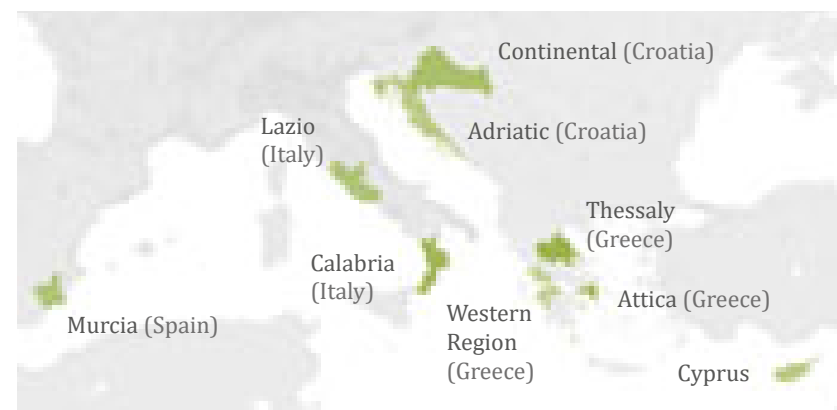 Continental (Croatia)
Adriatic (Croatia)
Lazio
(Italy)
Thessaly
(Greece)
Calabria
(Italy)
Attica (Greece)
Western
Region
(Greece)
Murcia (Spain)
Cyprus